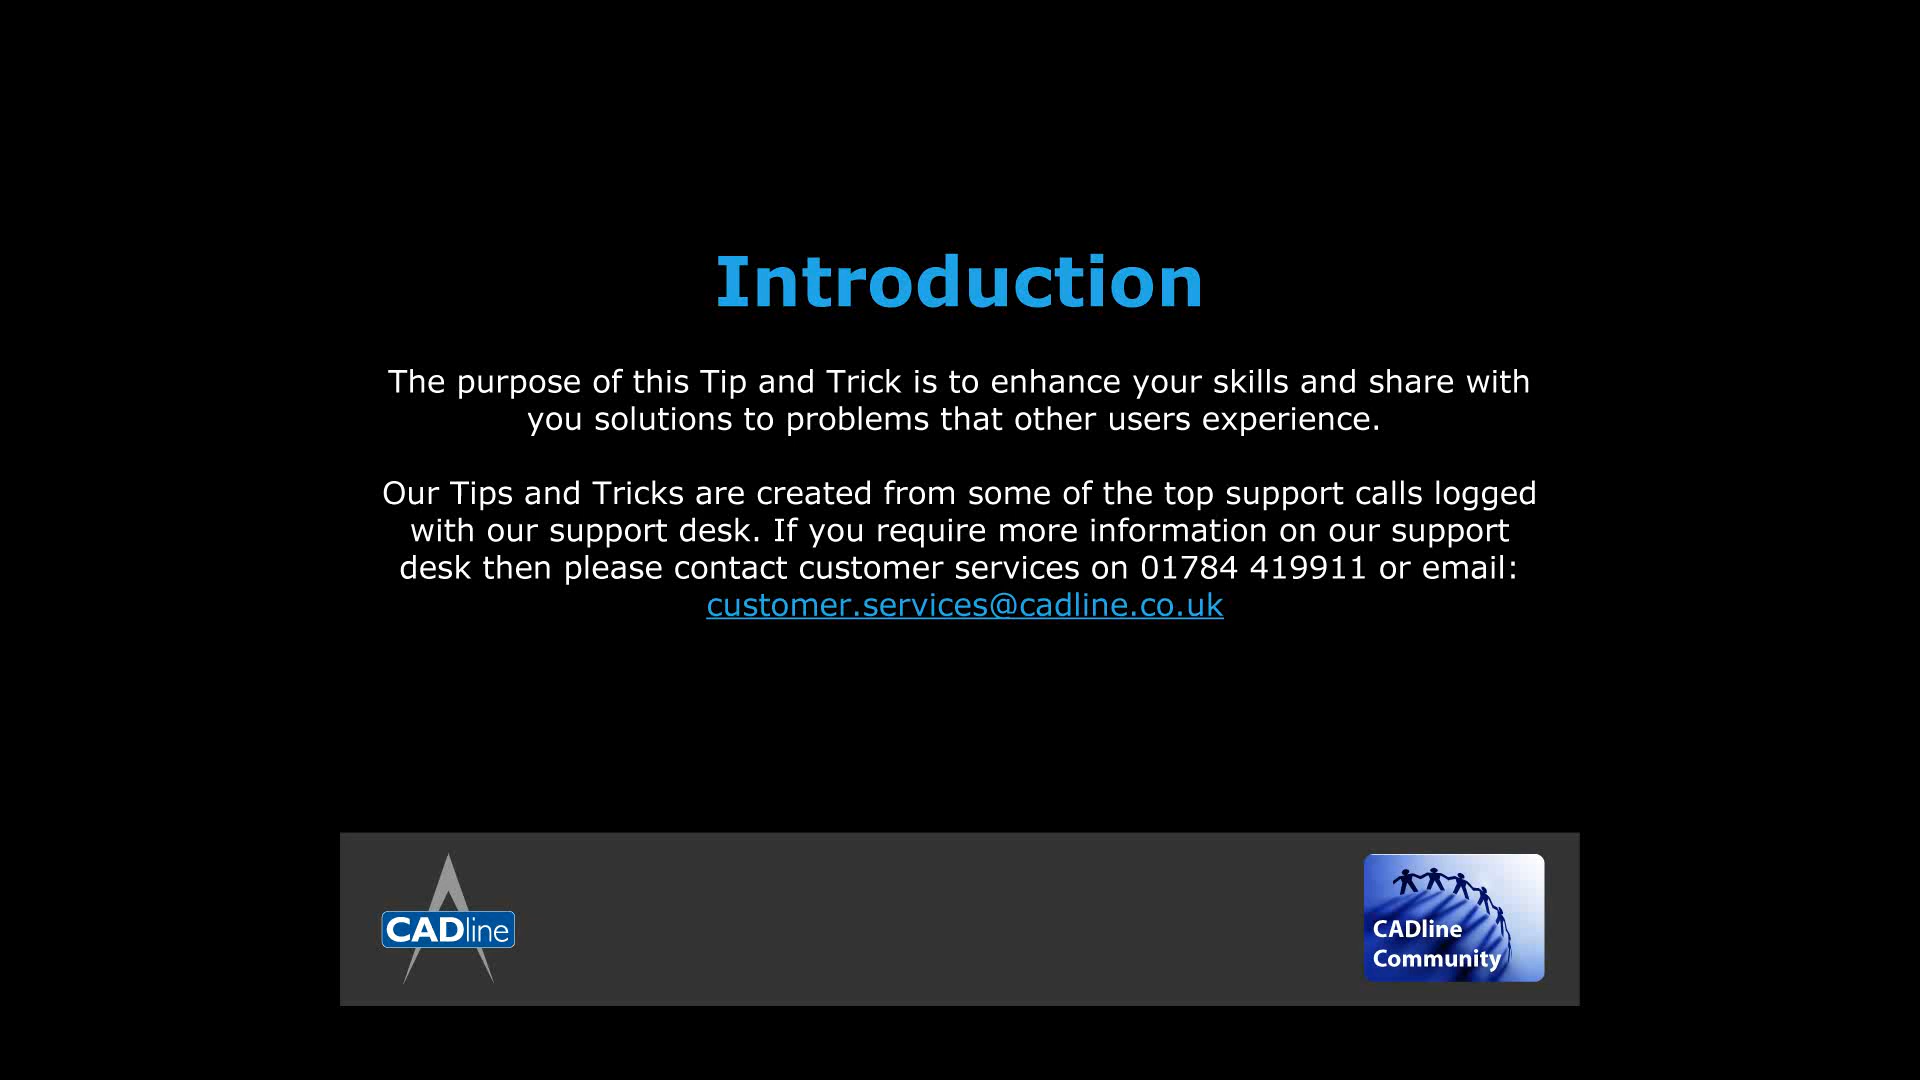 Introduction
The purpose of this Tip and Trick is to enhance your skills and share with
you solutions to problems that other users experience.
Our Tips and Tricks are created from some of the top support calls logged
with our support desk. If you require more information on our support
desk then please contact customer services on 01784 419911 or email:
customer.services@cadline.co.uk
CADline
CADline
Community